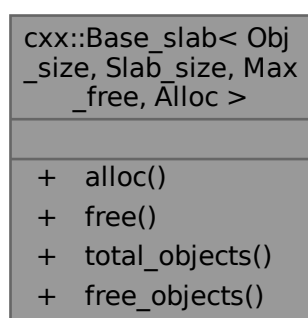 cxx::Base_slab< Obj
_size, Slab_size, Max
_free, Alloc >
+ alloc()
+ free()
+ total_objects()
+ free_objects()